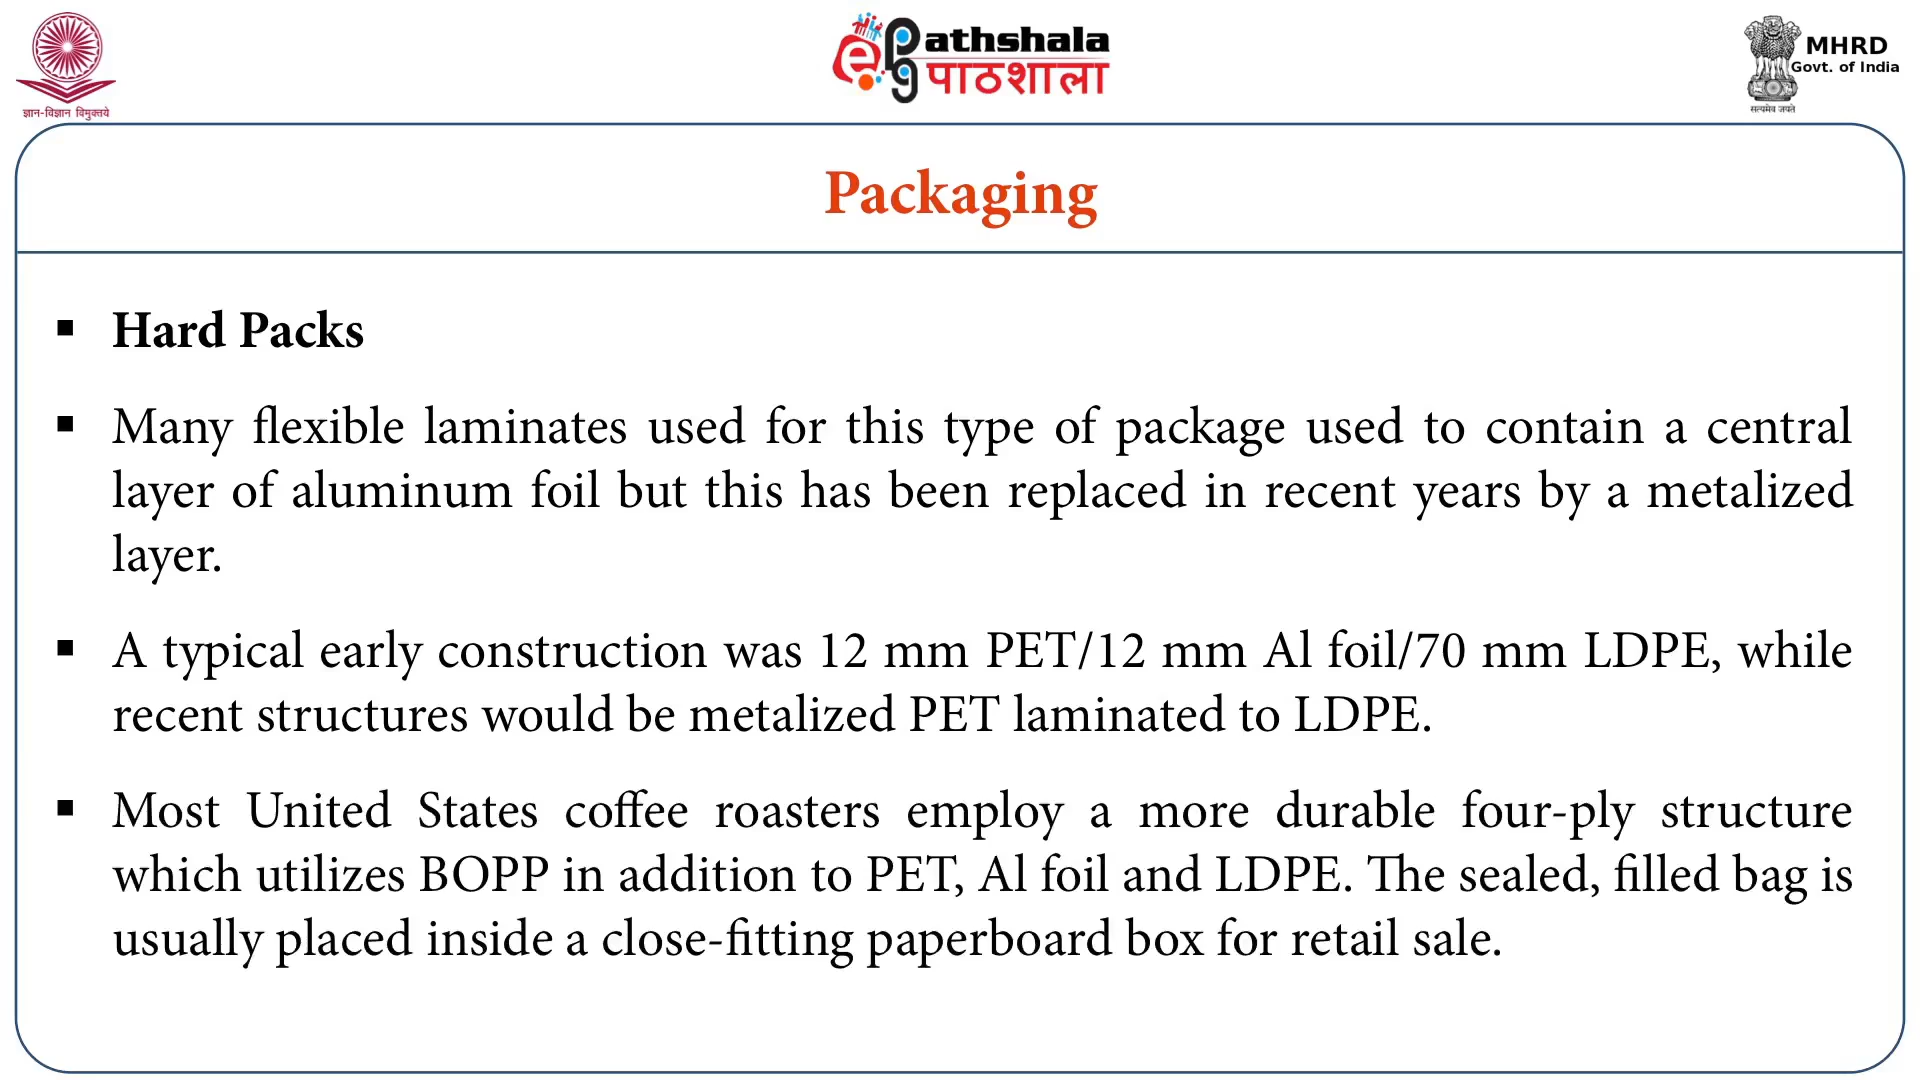 ज्ञान-विज्ञान विमुक्तये
ePathshala
पाठशाला
MHRD
Govt. of India
सत्यमेव जयते
Packaging
▪ Hard Packs
▪ Many flexible laminates used for this type of package used to contain a central
layer of aluminum foil but this has been replaced in recent years by a metalized
layer.
▪ A typical early construction was 12 mm PET/12 mm Al foil/70 mm LDPE, while
recent structures would be metalized PET laminated to LDPE.
▪ Most United States coffee roasters employ a more durable four-ply structure
which utilizes BOPP in addition to PET, Al foil and LDPE. The sealed, filled bag is
usually placed inside a close-fitting paperboard box for retail sale.